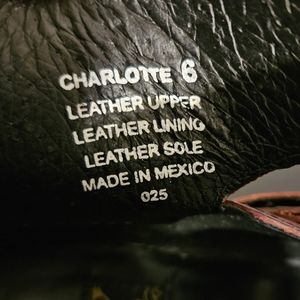 CHARLOTTE 6
LEATHER UPPER
LEATHER LINING
LEATHER SOLE
MADE IN MEXICO
025